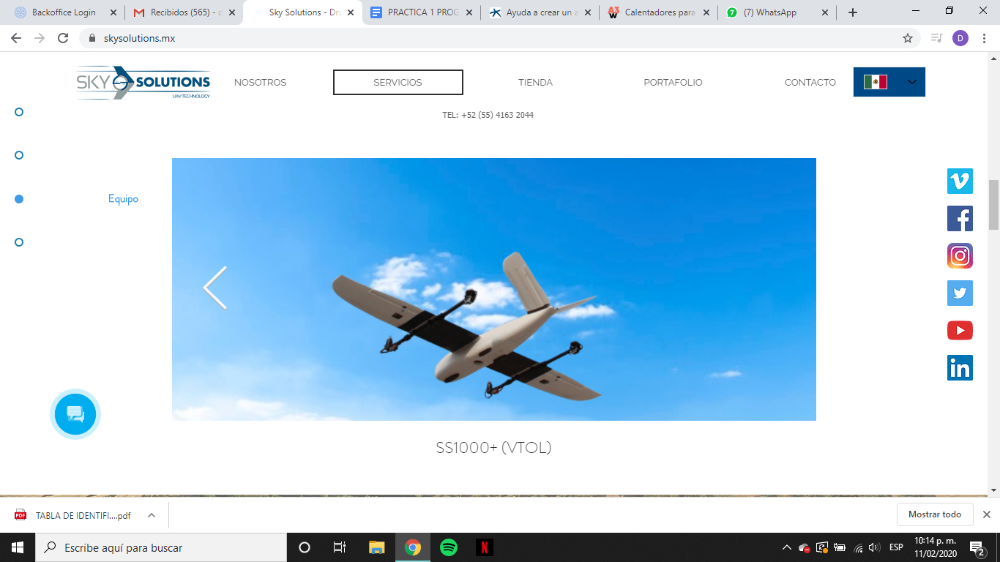 Backoffice Login
Recibidos (565) - d
Sky Solutions - Dro
PRACTICA 1 PROG
Ayuda a crear un a
Calentadores para
(7) WhatsApp
skysolutions.mx
D
SKY SOLUTIONS
UAV TECHNOLOGY
NOSOTROS
SERVICIOS
TIENDA
PORTAFOLIO
CONTACTO
TEL: +52 (55) 4163 2044
Equipo
SS1000+ (VTOL)
TABLA DE IDENTIFI....pdf
Mostrar todo
Escribe aquí para buscar
ESP
10:14 p. m.
11/02/2020
2